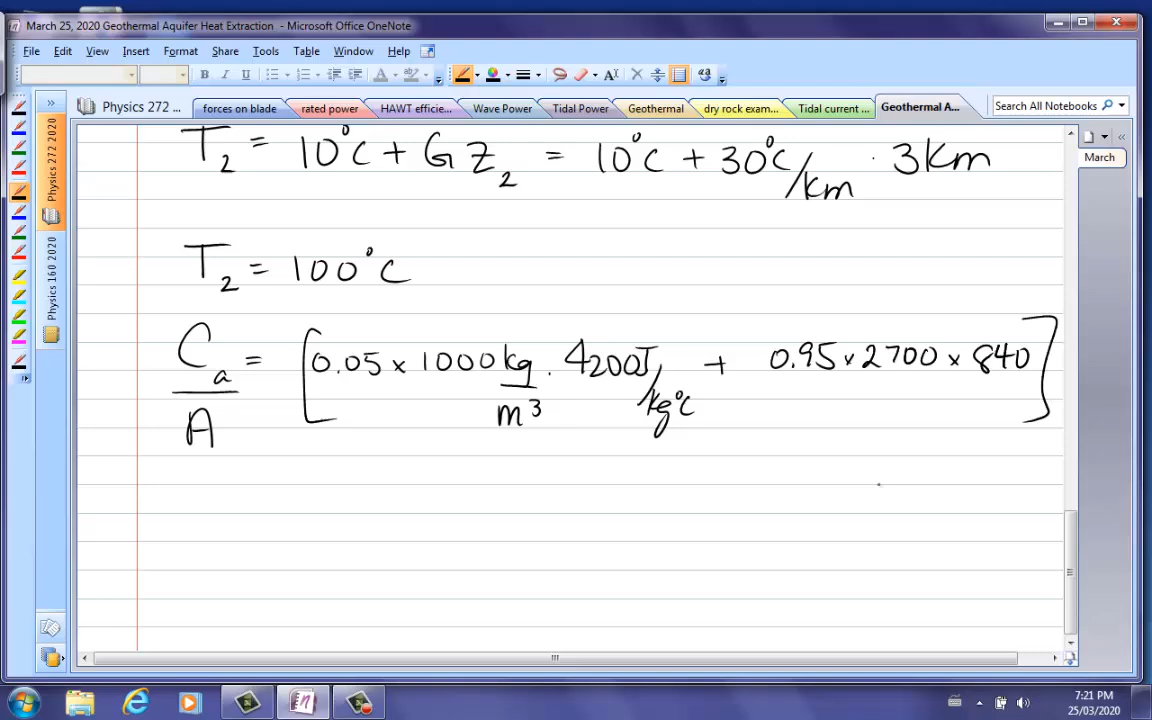 March 25, 2020 Geothermal Aquifer Heat Extraction - Microsoft Office OneNote
File Edit View Insert Format Share Tools Table Window Help
Physics 272 ... forces on blade rated power HAWT efficie... Wave Power Tidal Power Geothermal dry rock exam... Tidal current ... Geothermal A... Search All Notebooks
March
Physics 272 2020
Physics 160 2020
T₂ = 10°C + G Z₂ = 10°C + 30°C/km · 3km
T₂ = 100°C
Cₐ/A = [0.05 × 1000 kg/m³ · 4200J/kg°C + 0.95 × 2700 × 840]
7:21 PM
25/03/2020